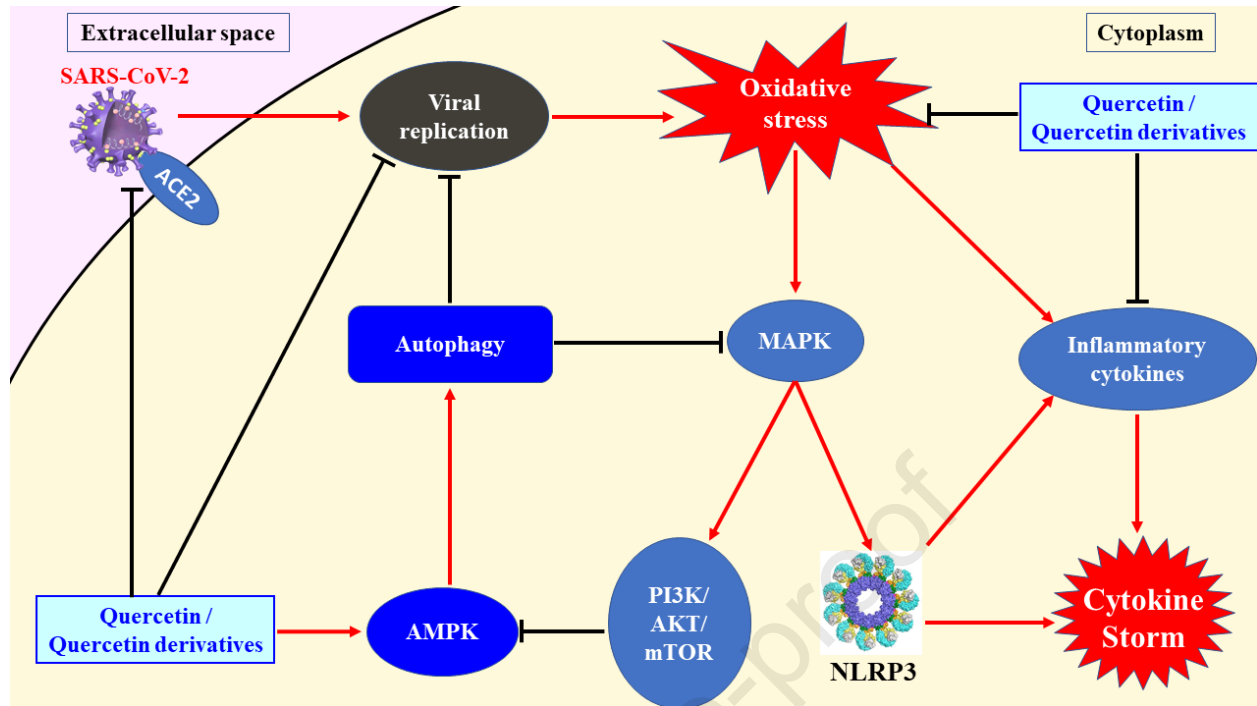 Extracellular space
Cytoplasm
SARS-CoV-2
ACE2
Viral
replication
Oxidative
stress
Quercetin /
Quercetin derivatives
Autophagy
MAPK
Inflammatory
cytokines
Quercetin /
Quercetin derivatives
AMPK
PI3K/
AKT/
mTOR
NLRP3
Cytokine
Storm
-proof